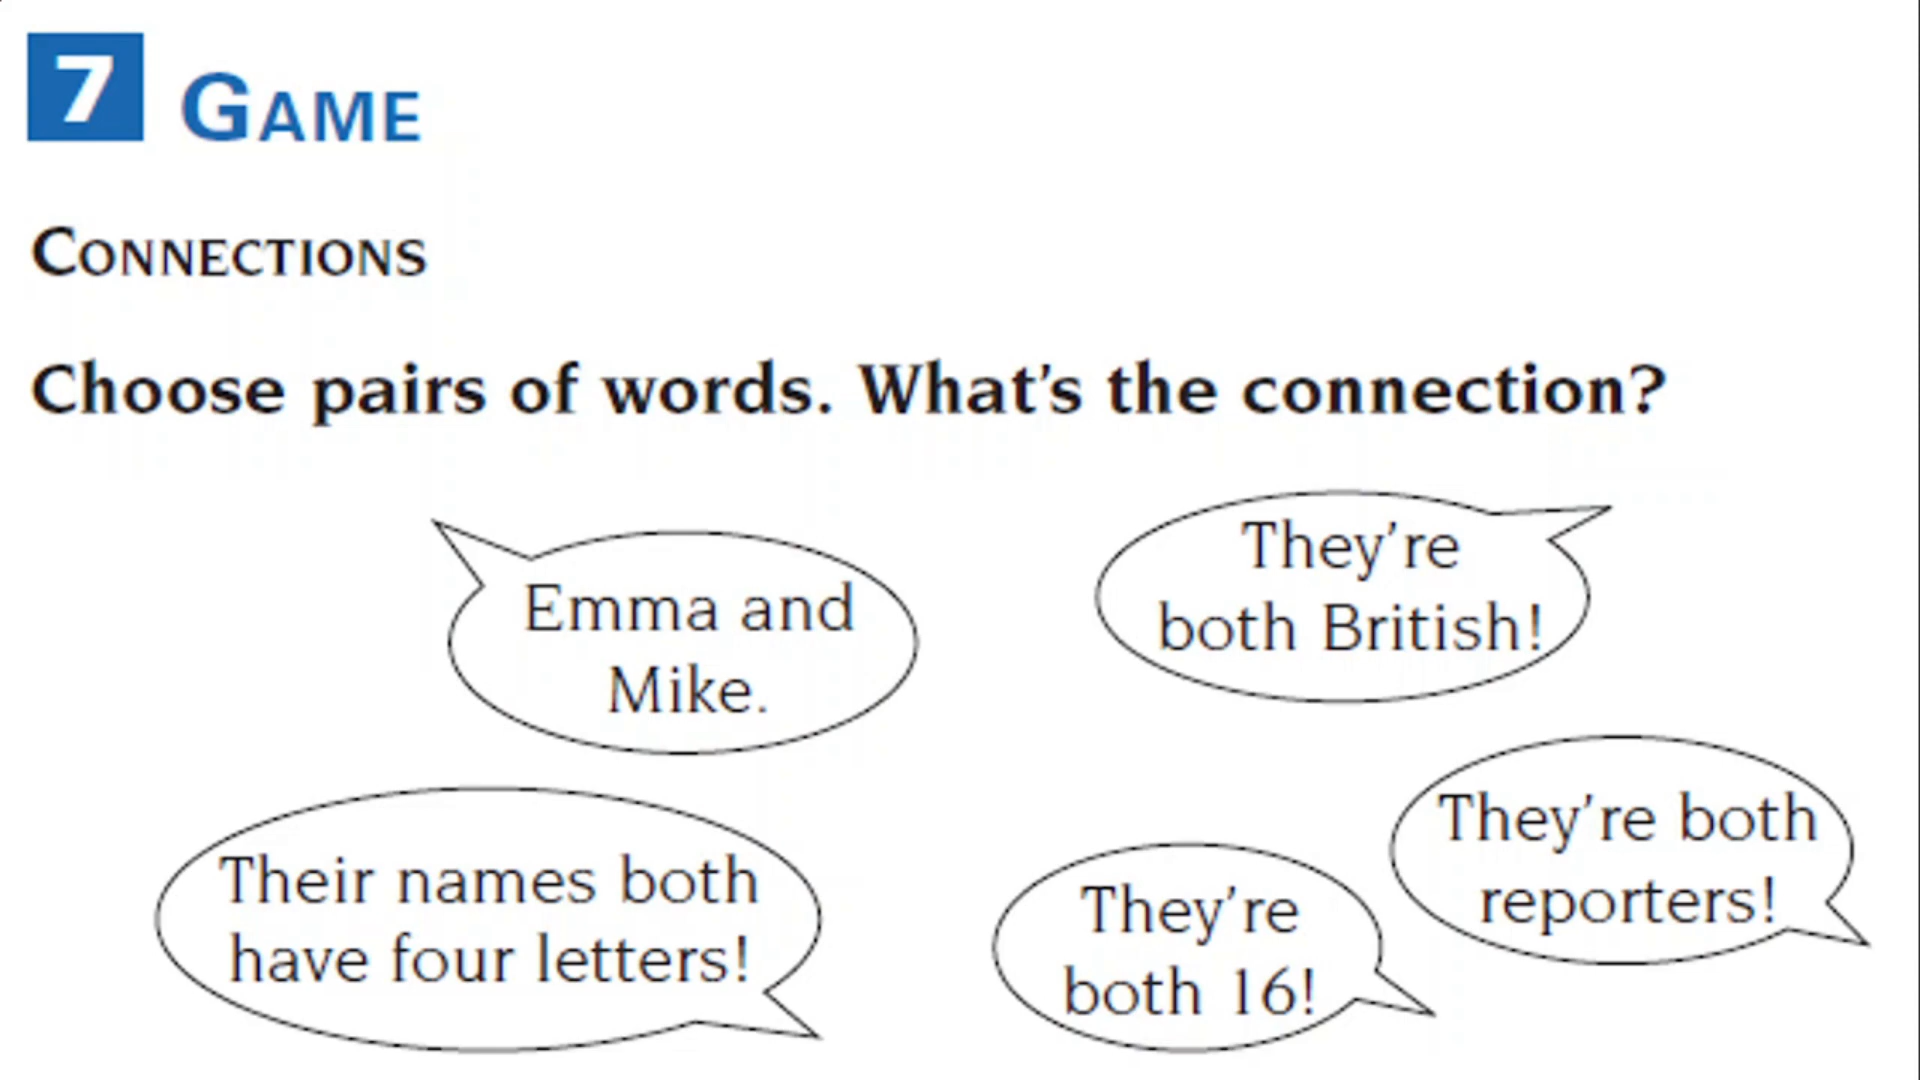 7 GAME
CONNECTIONS
Choose pairs of words. What's the connection?
Emma and
Mike.
They're
both British!
Their names both
have four letters!
They're
both 16!
They're both
reporters!